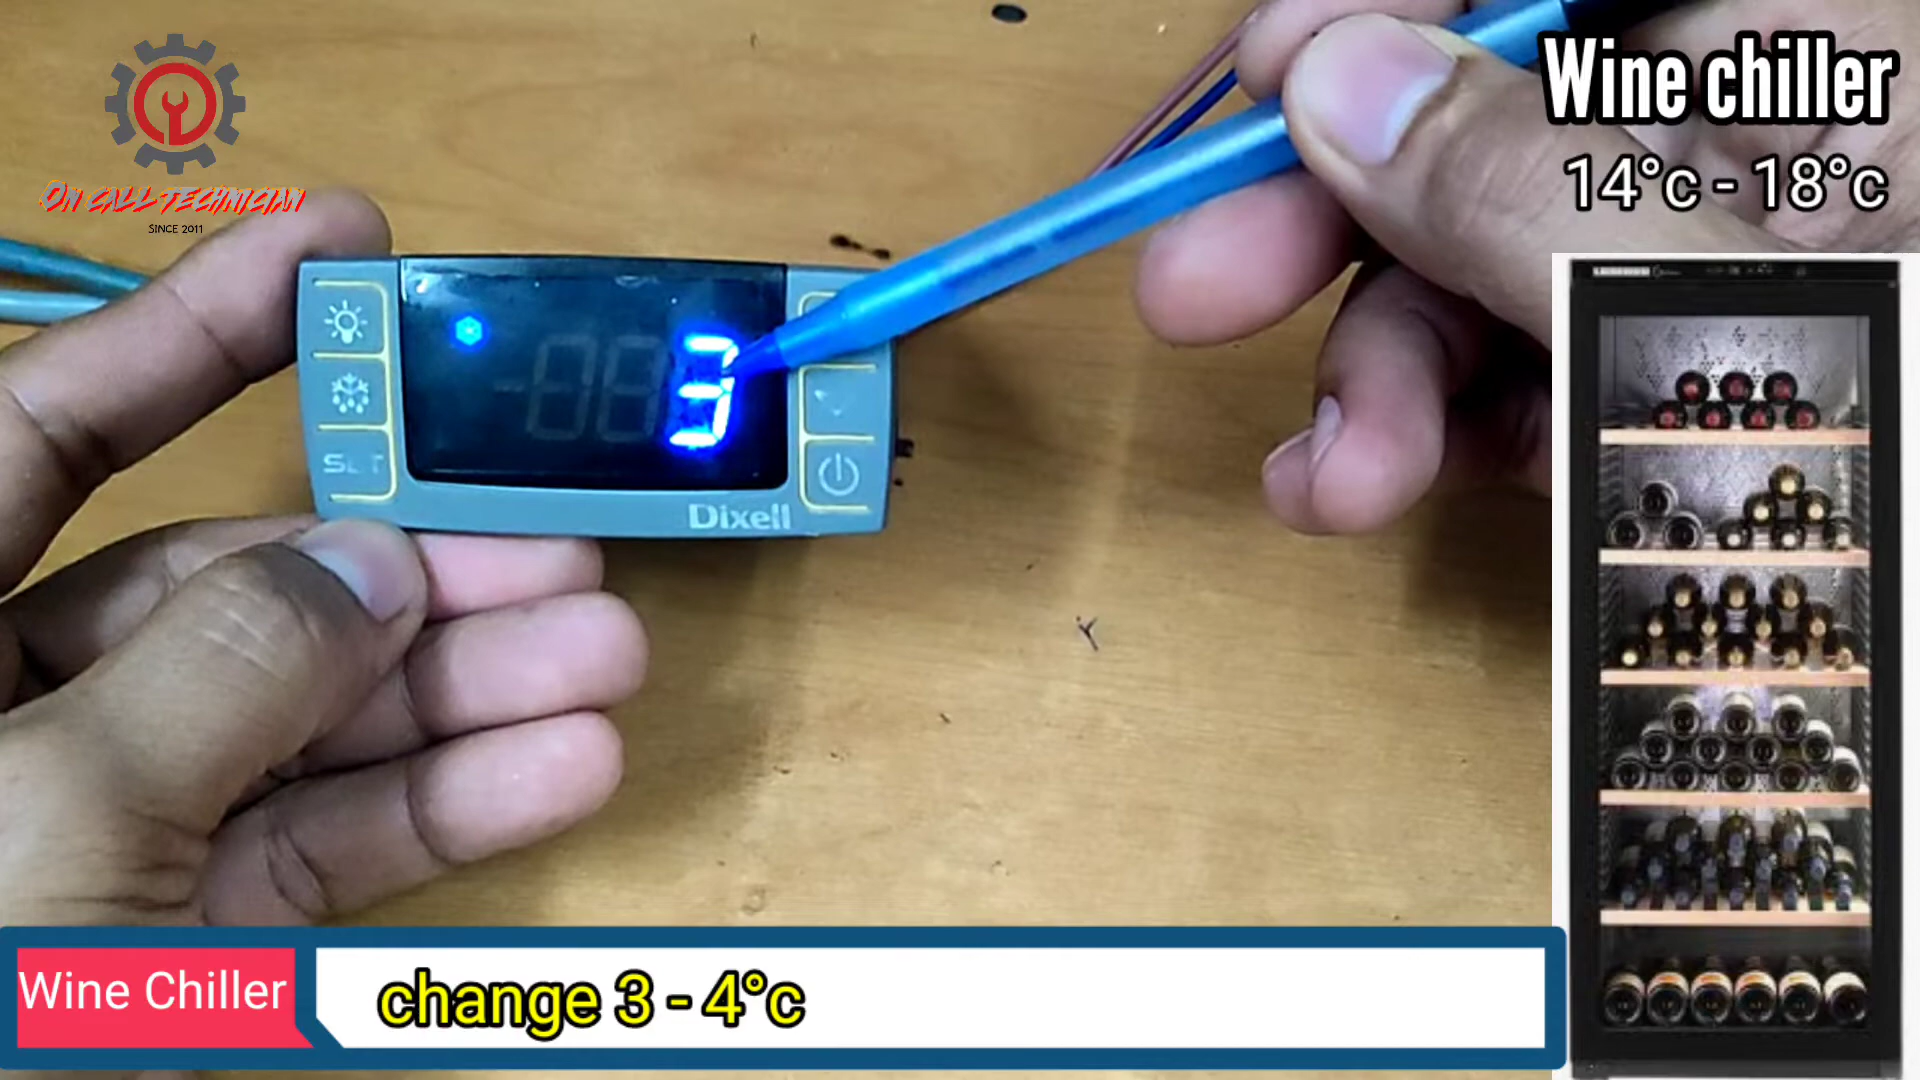 ON CALL TECHNICIAN
SINCE 2011
Wine chiller
14°c - 18°c
3
SET
Dixell
Wine Chiller
change 3 - 4°c